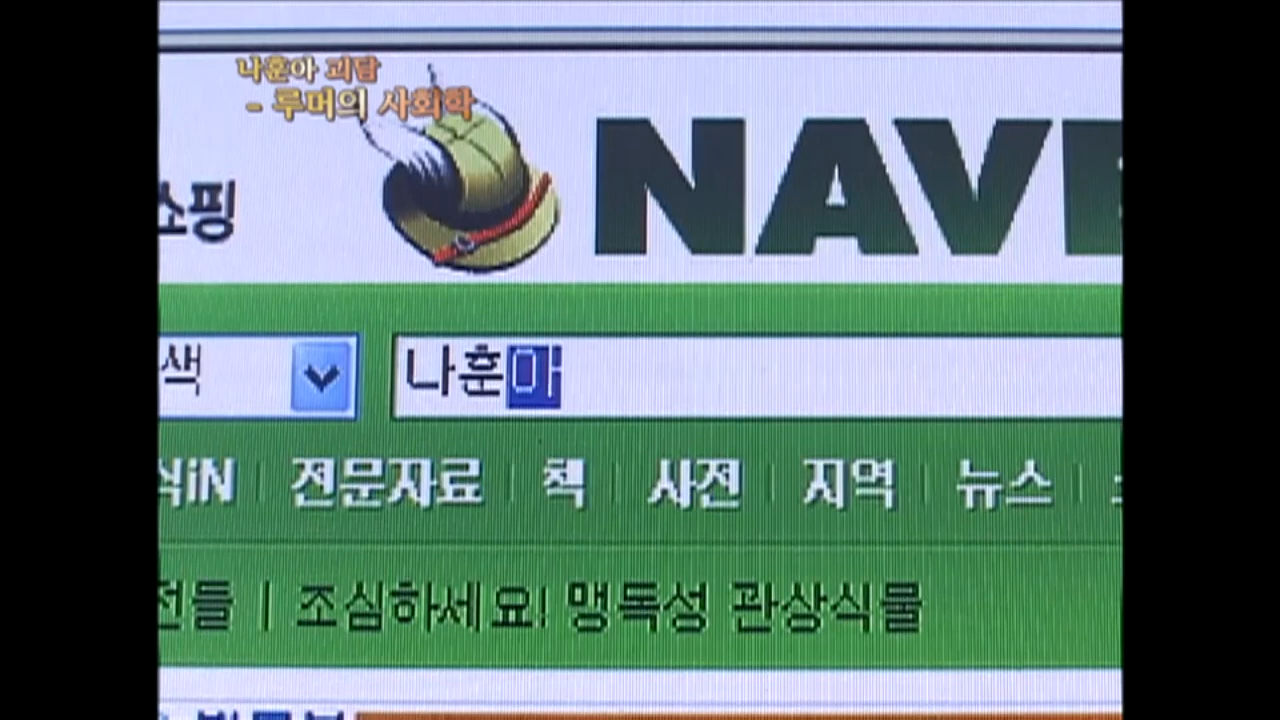 나훈아 괴담
- 루머의 사회학
쇼핑
NAVE
색
나훈이
식iN | 전문자료 | 책 | 사전 | 지역 | 뉴스
전들 | 조심하세요! 맹독성 관상식물